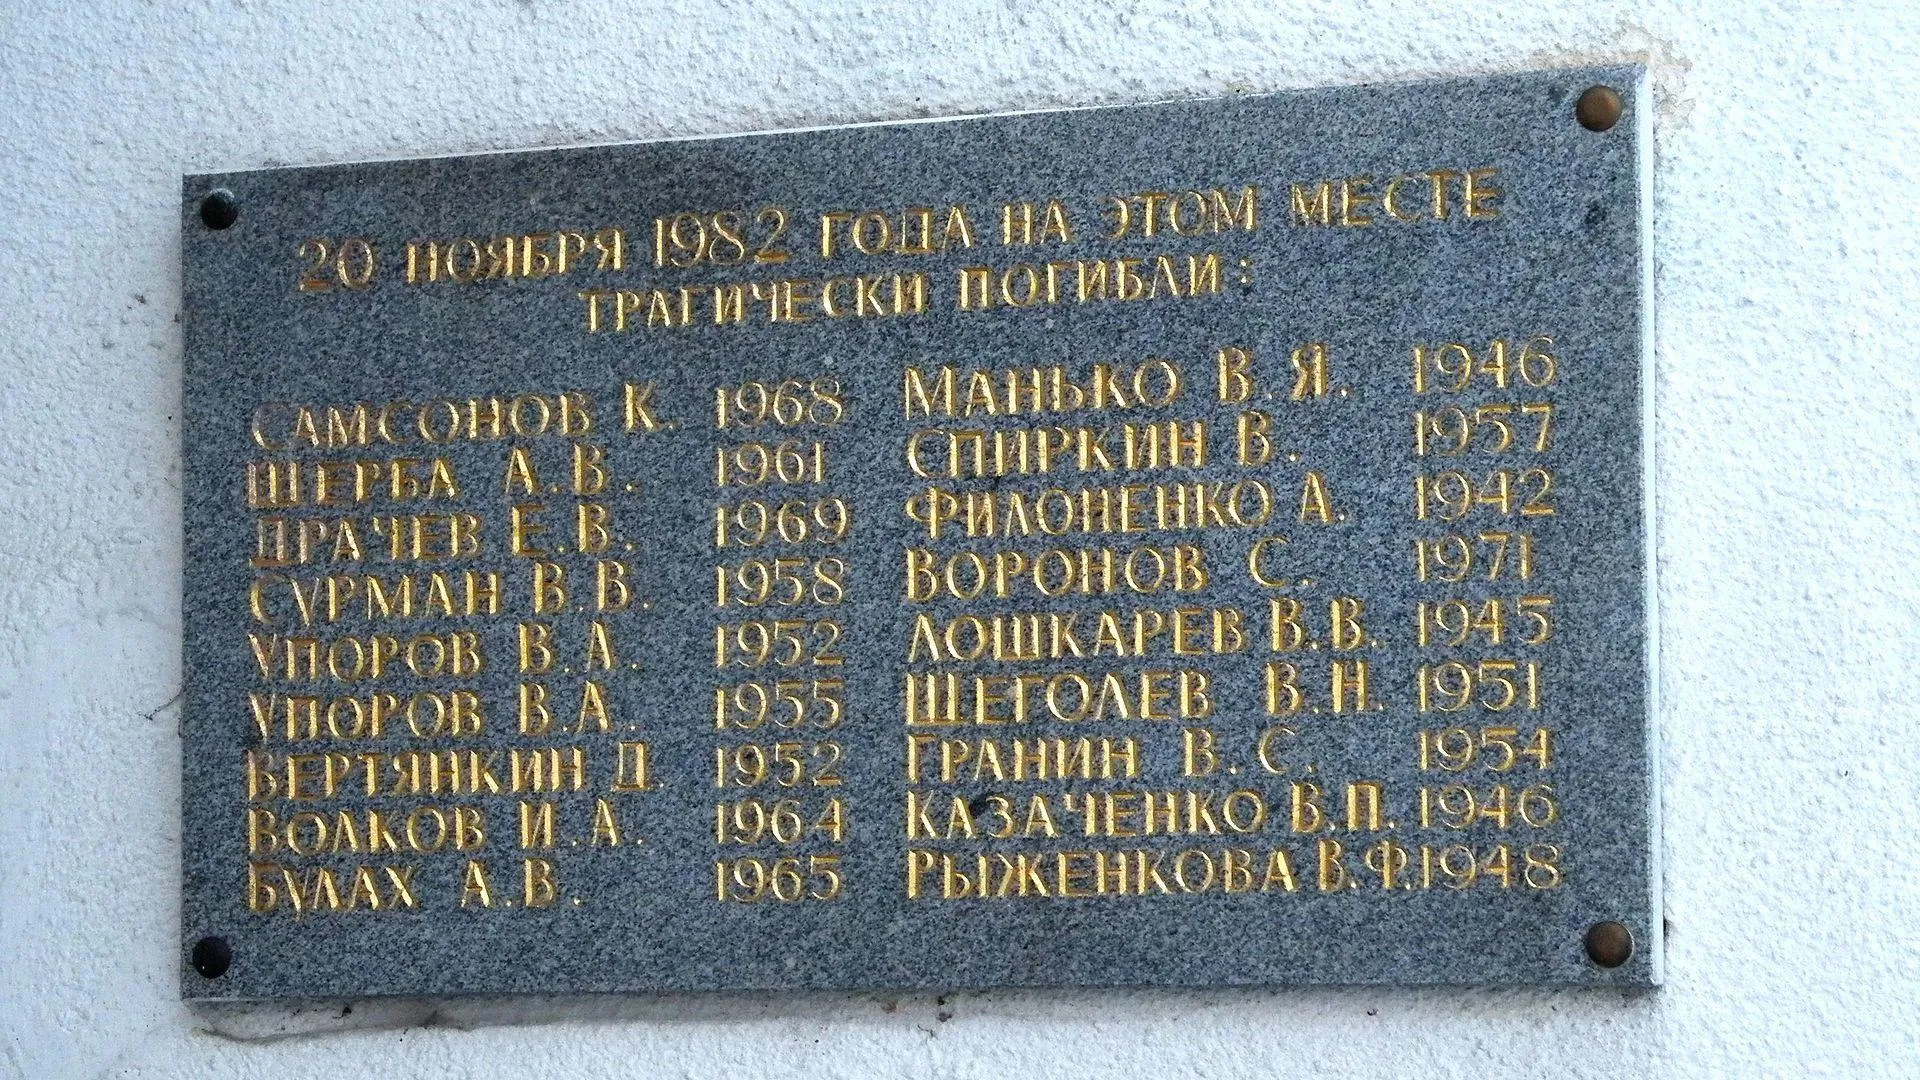 20 НОЯБРЯ 1982 ГОДА НА ЭТОМ МЕСТЕ
ТРАГИЧЕСКИ ПОГИБЛИ:
САМСОНОВ К. 1968
ЩЕРБА А.В. 1961
ДРАЧЕВ Е.В. 1969
СУРМАН В.В. 1958
УПОРОВ В.А. 1952
УПОРОВ В.А. 1955
ВЕРТЯНКИН Д. 1952
ВОЛКОВ И.А. 1964
БУЛАХ А.В. 1965
МАНЬКО В.Я. 1946
СПИРКИН В. 1957
ФИЛОНЕНКО А. 1942
ВОРОНОВ С. 1971
ЛОШКАРЕВ В.В. 1945
ЩЕГОЛЕВ В.Н. 1951
ГРАНИН В.С. 1954
КАЗАЧЕНКО В.П. 1946
РЫЖЕНКОВА В.Ф. 1948